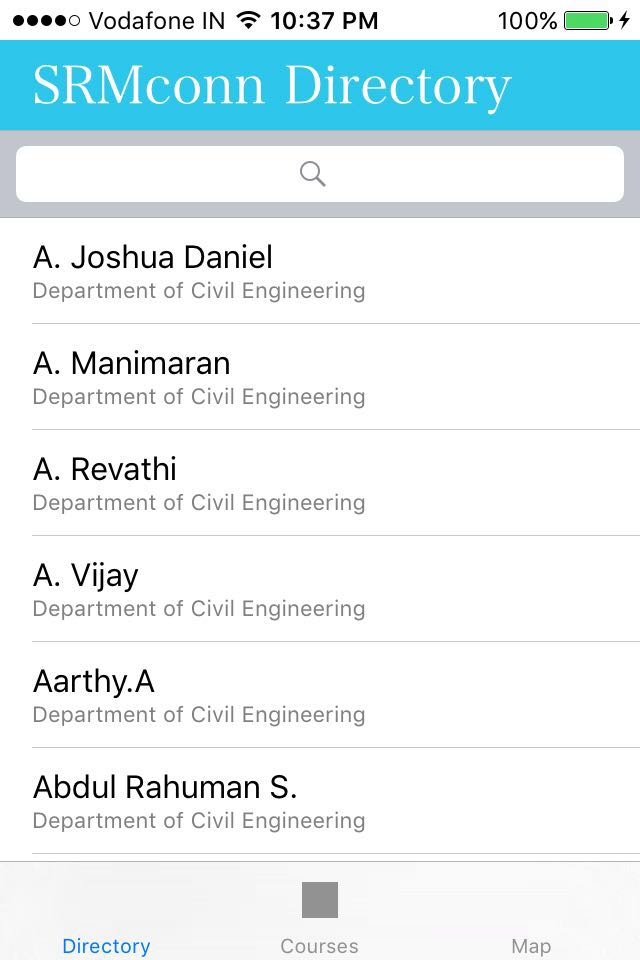 Vodafone IN 10:37 PM 100%
SRMconn Directory
A. Joshua Daniel
Department of Civil Engineering
A. Manimaran
Department of Civil Engineering
A. Revathi
Department of Civil Engineering
A. Vijay
Department of Civil Engineering
Aarthy.A
Department of Civil Engineering
Abdul Rahuman S.
Department of Civil Engineering
Directory Courses Map